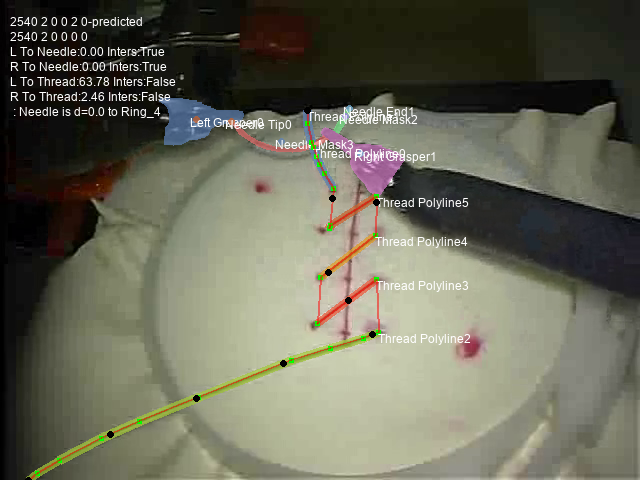 2540 2 0 0 2 0-predicted
2540 2 0 0 0 0
L To Needle:0.00 Inters:True
R To Needle:0.00 Inters:True
L To Thread:63.78 Inters:False
R To Thread:2.46 Inters:False
: Needle is d=0.0 to Ring_4
Needle End1
Needle Mask2
Left Grasper0
Needle Tip0
Needle Mask3
Thread Polyline0
Right Grasper1
Thread Polyline5
Thread Polyline4
Thread Polyline3
Thread Polyline2